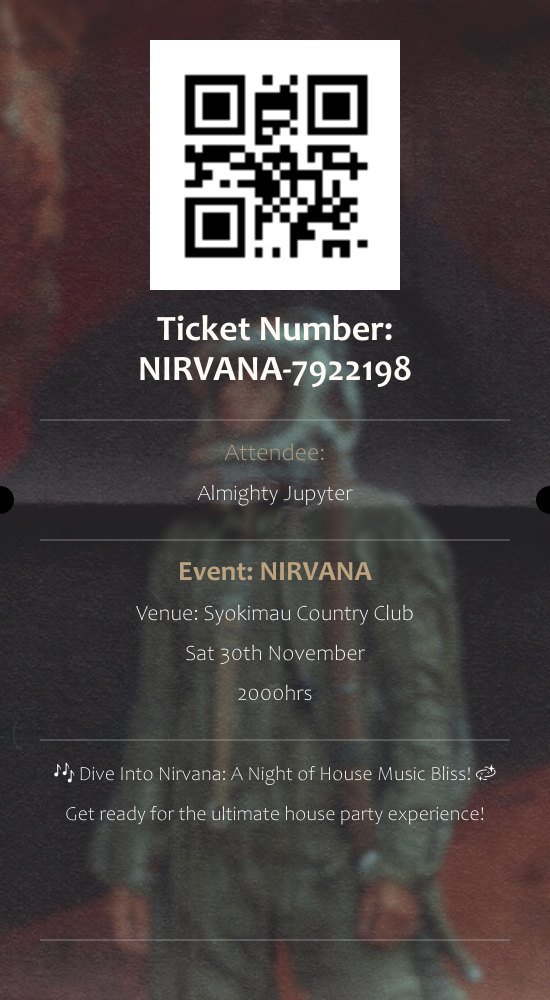 Ticket Number:
NIRVANA-7922198
Attendee:
Almighty Jupyter
Event: NIRVANA
Venue: Syokimau Country Club
Sat 30th November
2000hrs
🎶 Dive Into Nirvana: A Night of House Music Bliss! 💫
Get ready for the ultimate house party experience!